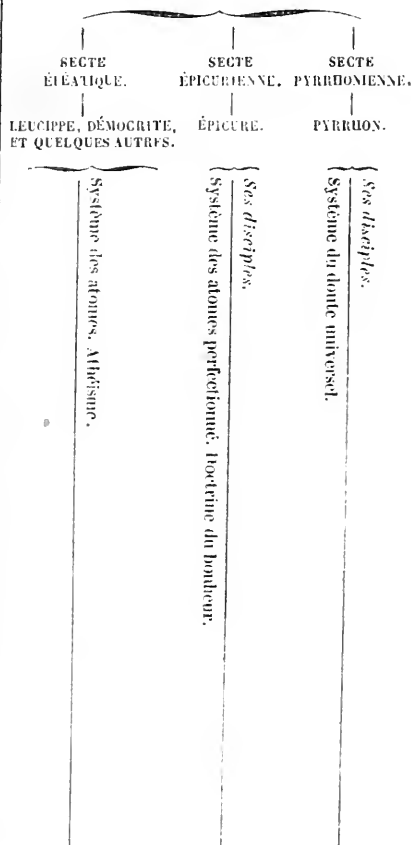 SECTE
ÉLÉATIQUE.
LEUCIPPE, DÉMOCRITE,
ET QUELQUES AUTRES.
Système des atomes. Athéisme.
SECTE
ÉPICURIENNE.
ÉPICURE.
Ses disciples.
Système des atomes perfectionné. Doctrine du bonheur.
SECTE
PYRRHONIENNE.
PYRRHON.
Ses disciples.
Système du doute universel.